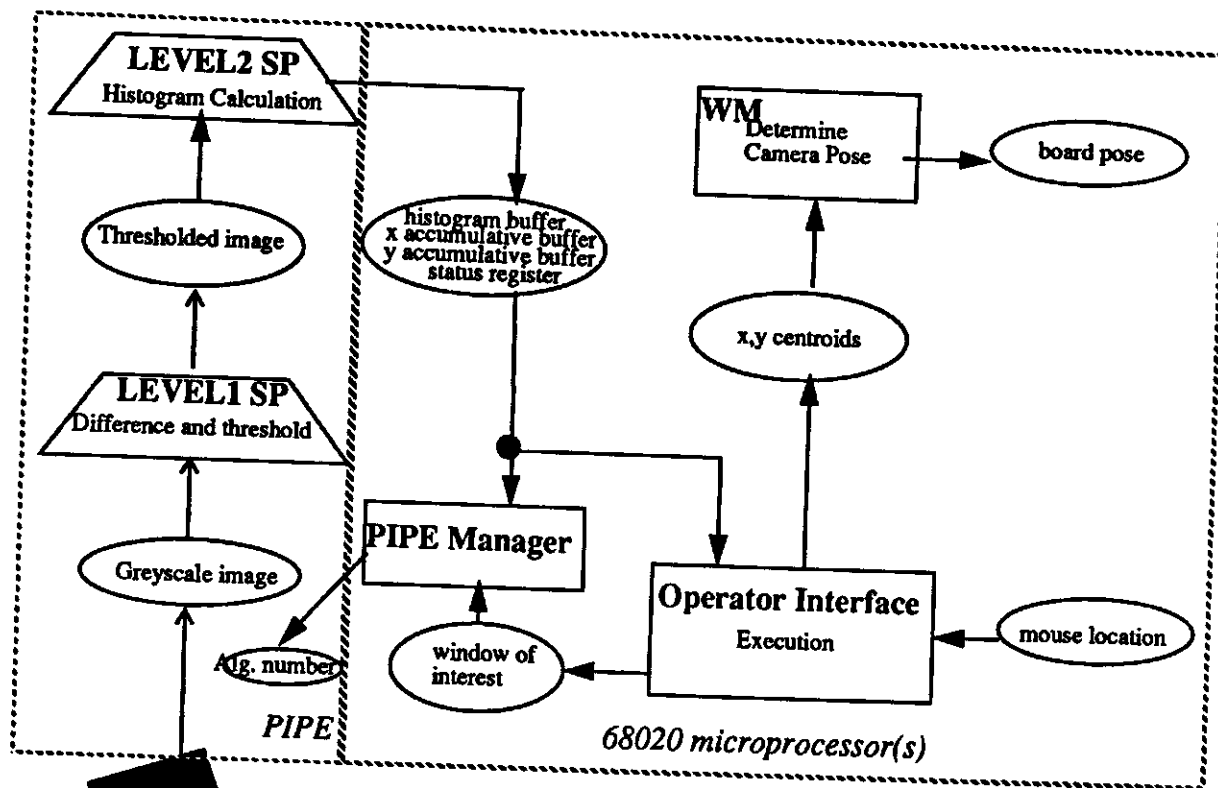 LEVEL2 SP
Histogram Calculation
Thresholded image
LEVEL1 SP
Difference and threshold
Greyscale image
Alg. number
PIPE
histogram buffer
x accumulative buffer
y accumulative buffer
status register
PIPE Manager
window of
interest
WM
Determine
Camera Pose
board pose
x,y centroids
Operator Interface
Execution
mouse location
68020 microprocessor(s)